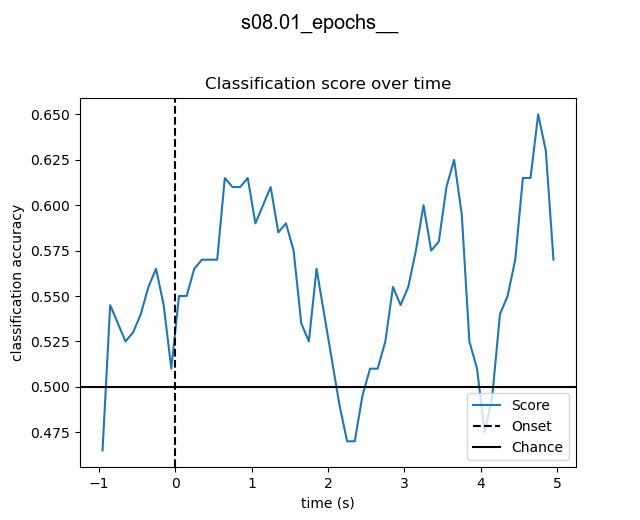 s08.01_epochs__
Classification score over time
0.650
0.625
0.600
0.575
0.550
0.525
0.500
0.475
classification accuracy
−1 0 1 2 3 4 5
time (s)
Score
Onset
Chance